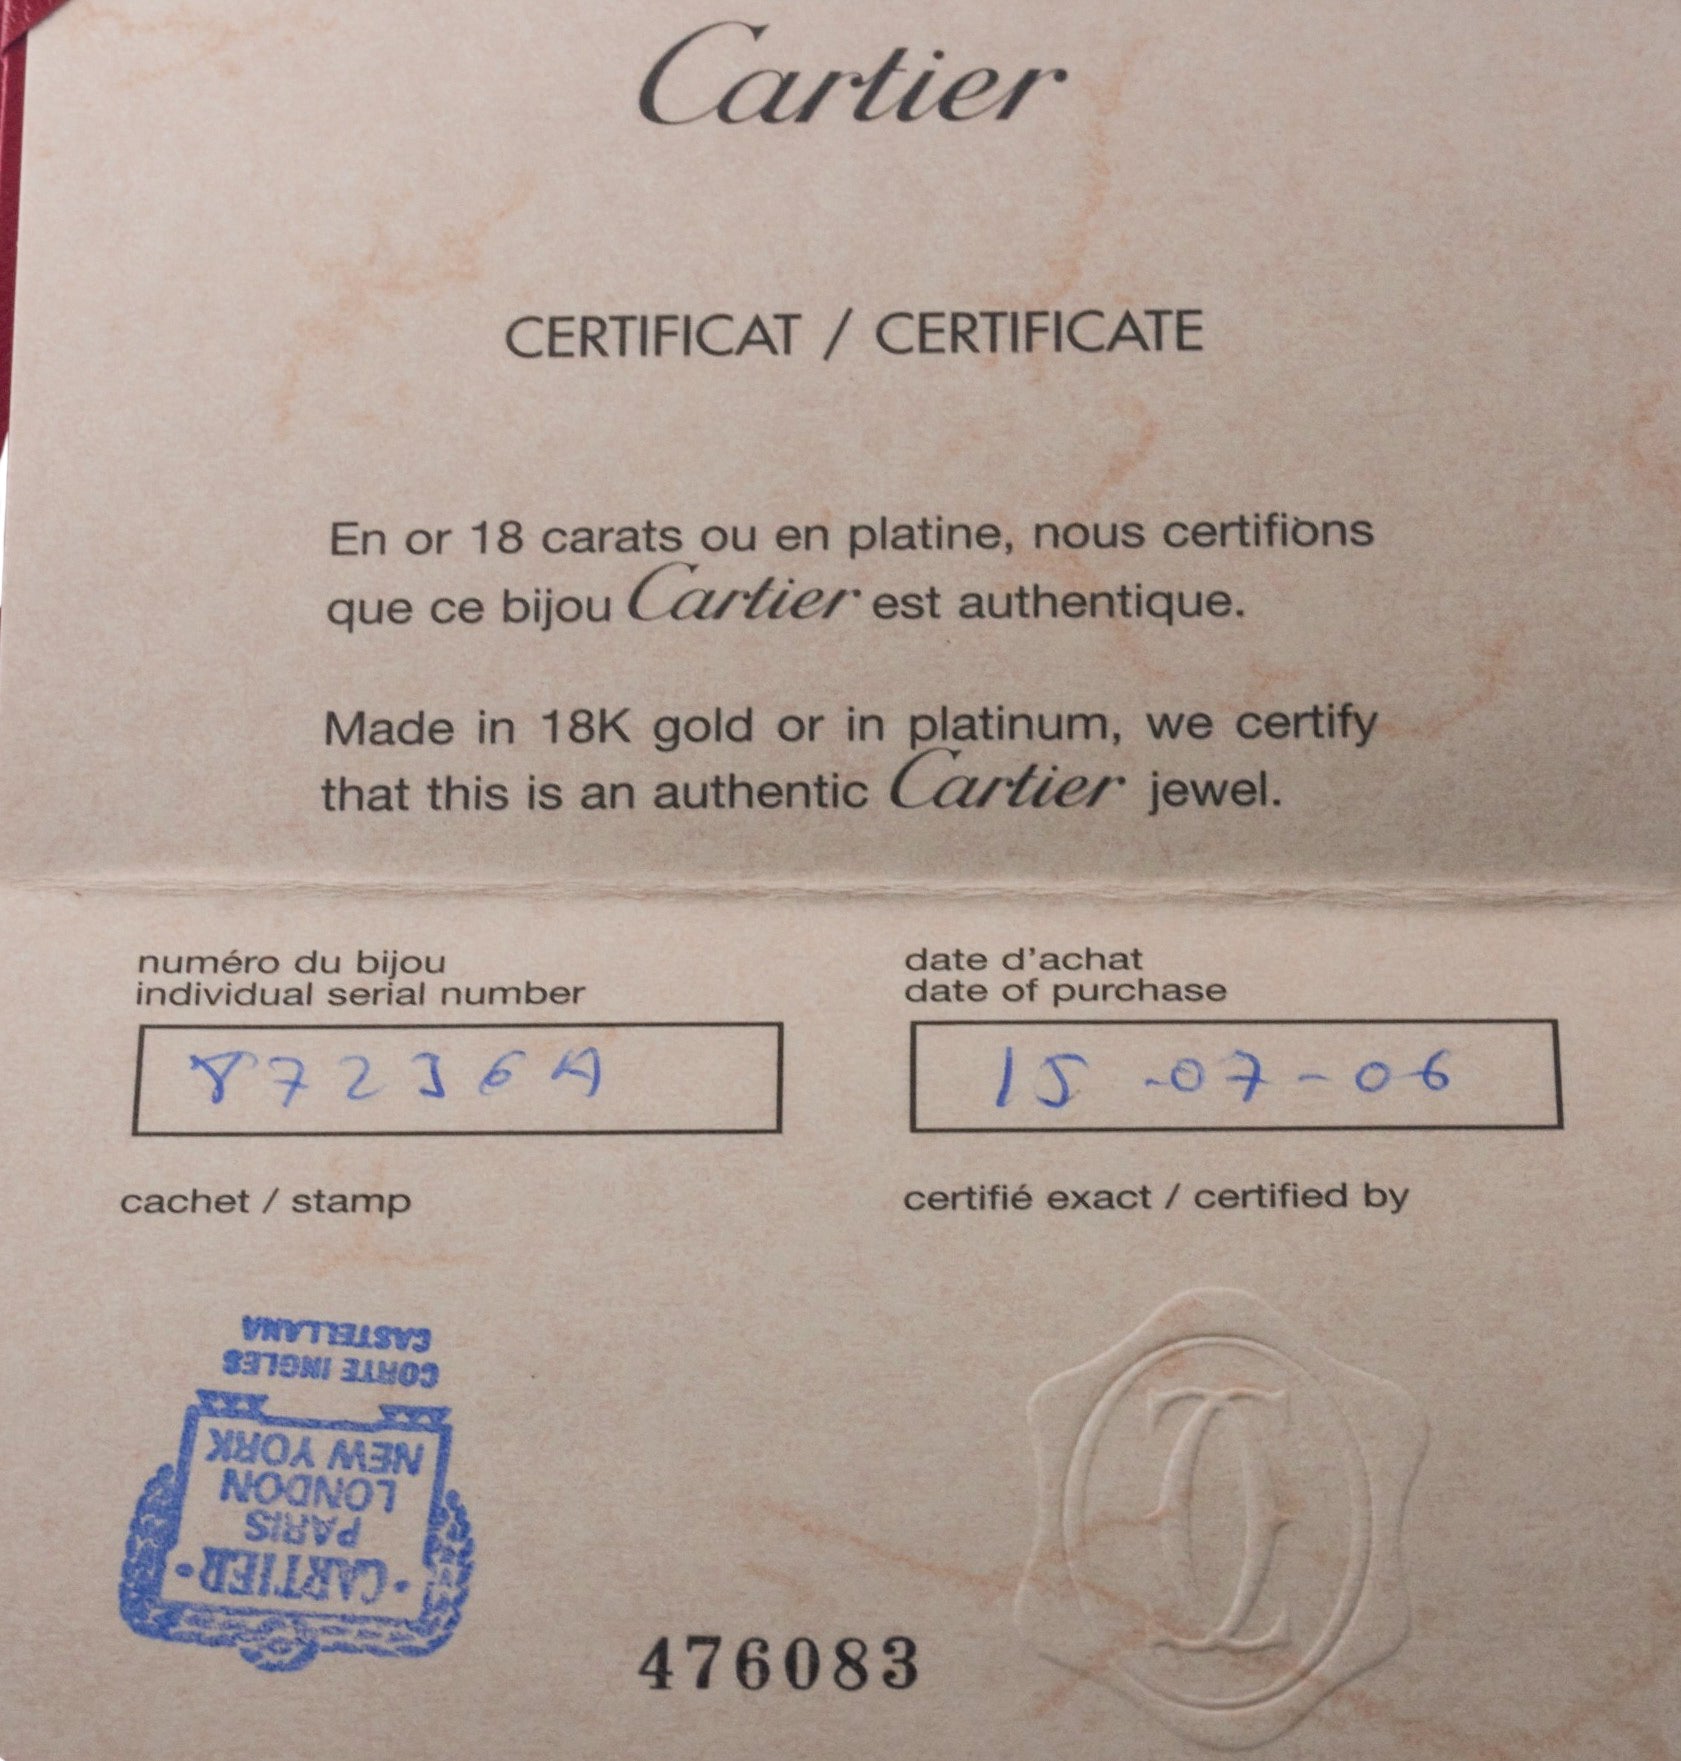 Cartier
CERTIFICAT / CERTIFICATE
En or 18 carats ou en platine, nous certifions
que ce bijou Cartier est authentique.
Made in 18K gold or in platinum, we certify
that this is an authentic Cartier jewel.
numéro du bijou
individual serial number
87236A
date d'achat
date of purchase
15-07-06
cachet / stamp
certifié exact / certified by
·CARTIER·
PARIS
LONDON
NEW YORK
CORTE INGLES
CASTELLANA
476083